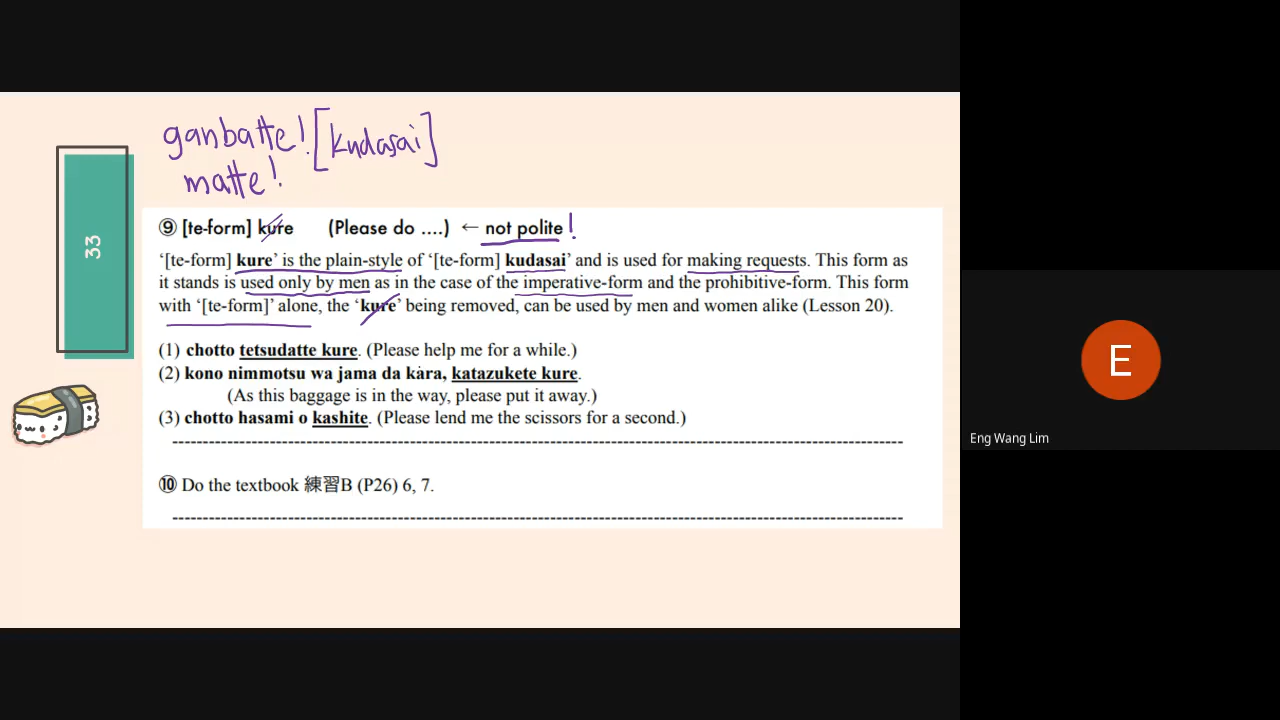 ganbatte! [kudasai]
matte!
33
⑨ [te-form] kure (Please do ....) ← not polite!
‘[te-form] kure’ is the plain-style of ‘[te-form] kudasai’ and is used for making requests. This form as
it stands is used only by men as in the case of the imperative-form and the prohibitive-form. This form
with ‘[te-form]’ alone, the ‘kure’ being removed, can be used by men and women alike (Lesson 20).
(1) chotto tetsudatte kure. (Please help me for a while.)
(2) kono nimmotsu wa jama da kara, katazukete kure.
(As this baggage is in the way, please put it away.)
(3) chotto hasami o kashite. (Please lend me the scissors for a second.)
⑩ Do the textbook 練習B (P26) 6, 7.
E
Eng Wang Lim